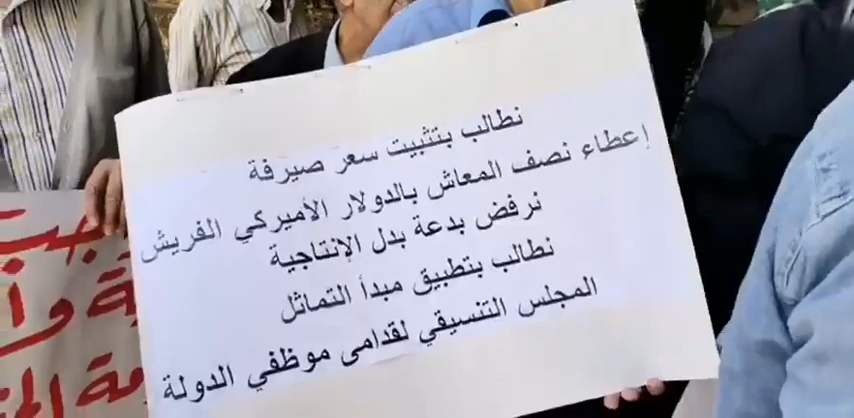 نطالب بتثبيت سعر صيرفة
إعطاء نصف المعاش بالدولار الأميركي الفريش
نرفض بدعة بدل الإنتاجية
نطالب بتطبيق مبدأ التماثل
المجلس التنسيقي لقدامى موظفي الدولة